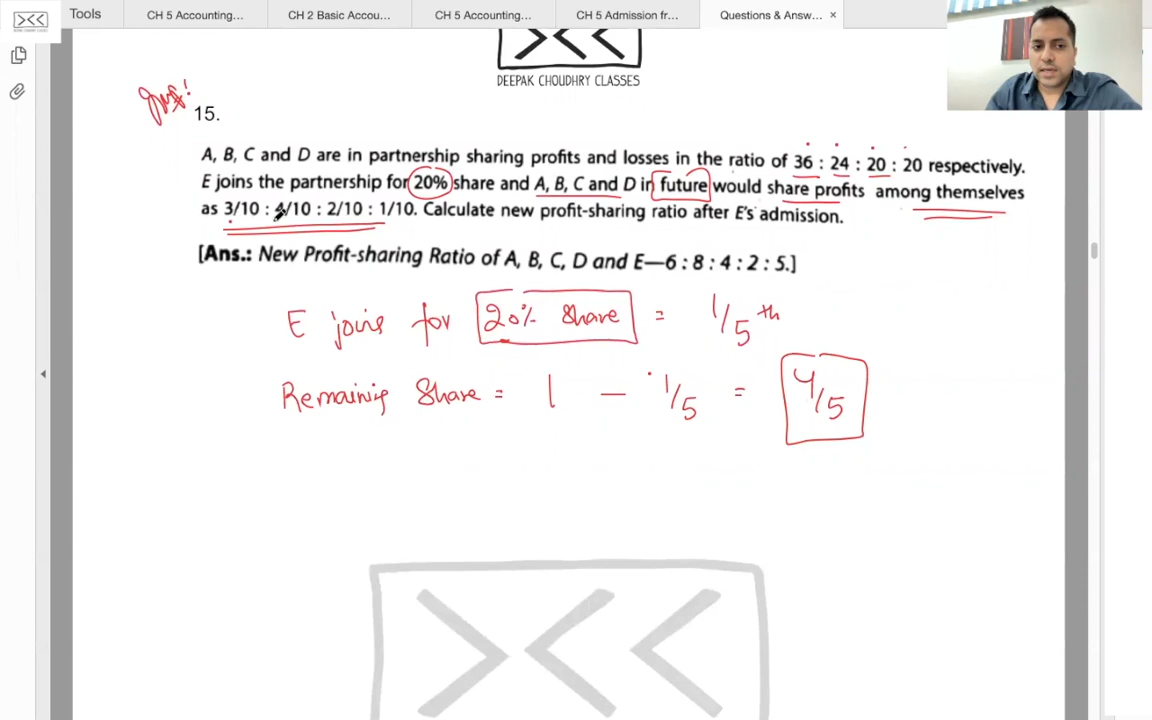 Tools
CH 5 Accounting...
CH 2 Basic Accou...
CH 5 Accounting...
CH 5 Admission fr...
Questions & Answ... ×
DEEPAK CHOUDHRY CLASSES
15.
A, B, C and D are in partnership sharing profits and losses in the ratio of 36 : 24 : 20 : 20 respectively.
E joins the partnership for 20% share and A, B, C and D in future would share profits among themselves
as 3/10 : 4/10 : 2/10 : 1/10. Calculate new profit-sharing ratio after E's admission.
[Ans.: New Profit-sharing Ratio of A, B, C, D and E—6 : 8 : 4 : 2 : 5.]
E joins for 20% Share = 1/5 th
Remaining Share = 1 – 1/5 = 4/5